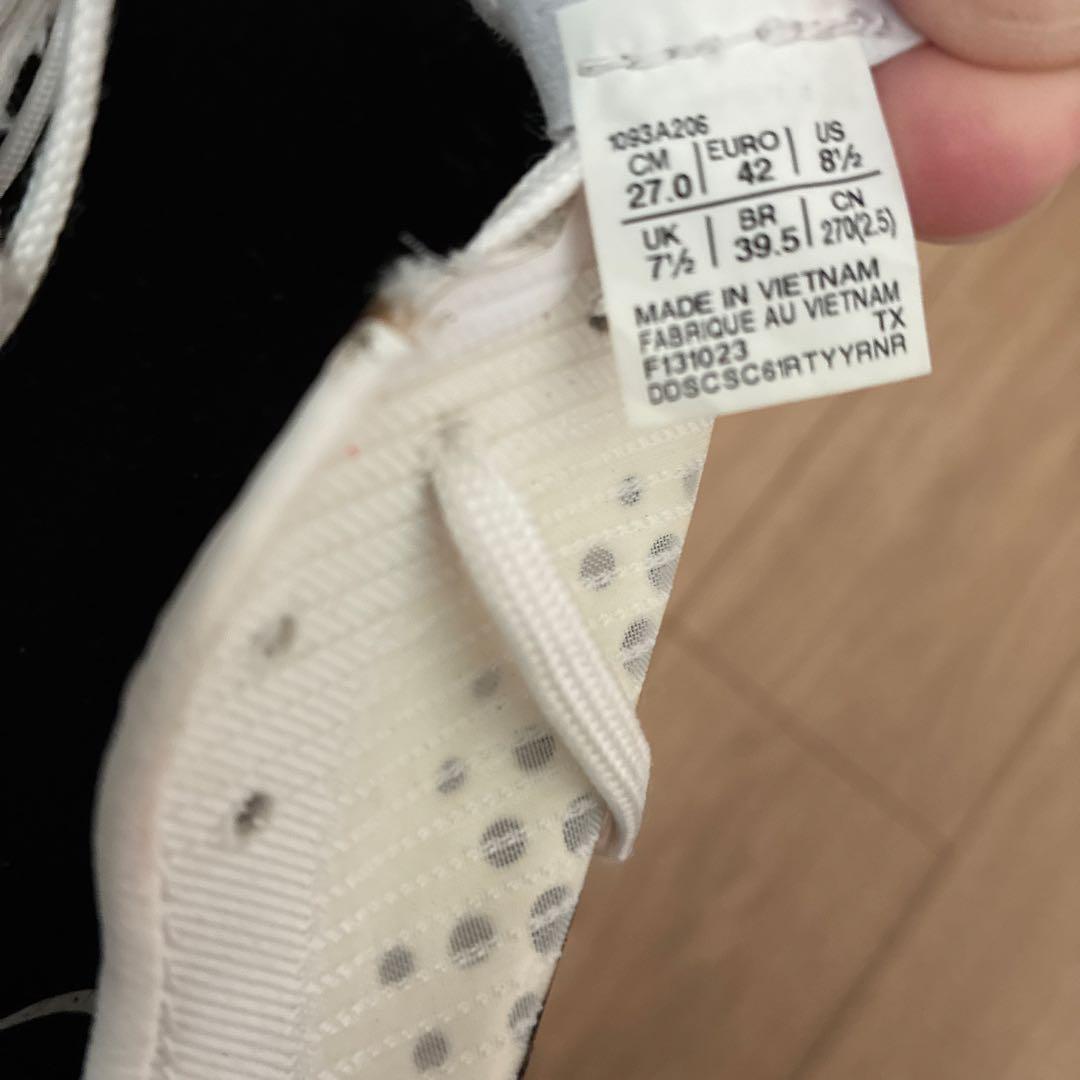 1093A206
CM | EURO | US
27.0 | 42 | 8½
UK | BR | CN
7½ | 39.5 | 270(2.5)
MADE IN VIETNAM
FABRIQUE AU VIETNAM
F131023 TX
DDSCSC61RTYYRNR